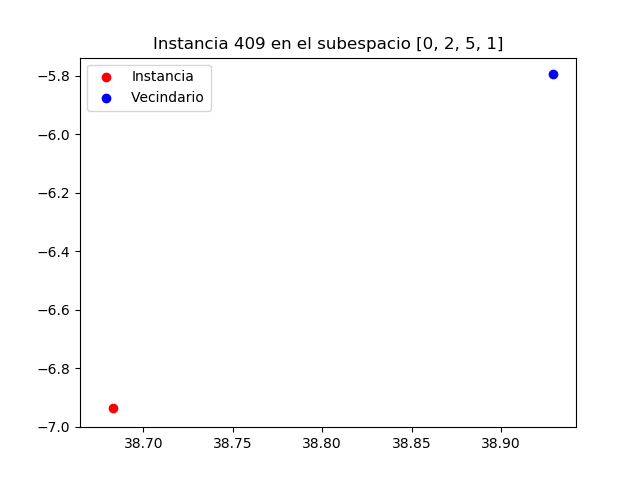 Instancia 409 en el subespacio [0, 2, 5, 1]
Instancia
Vecindario
−5.8
−6.0
−6.2
−6.4
−6.6
−6.8
−7.0
38.70 38.75 38.80 38.85 38.90